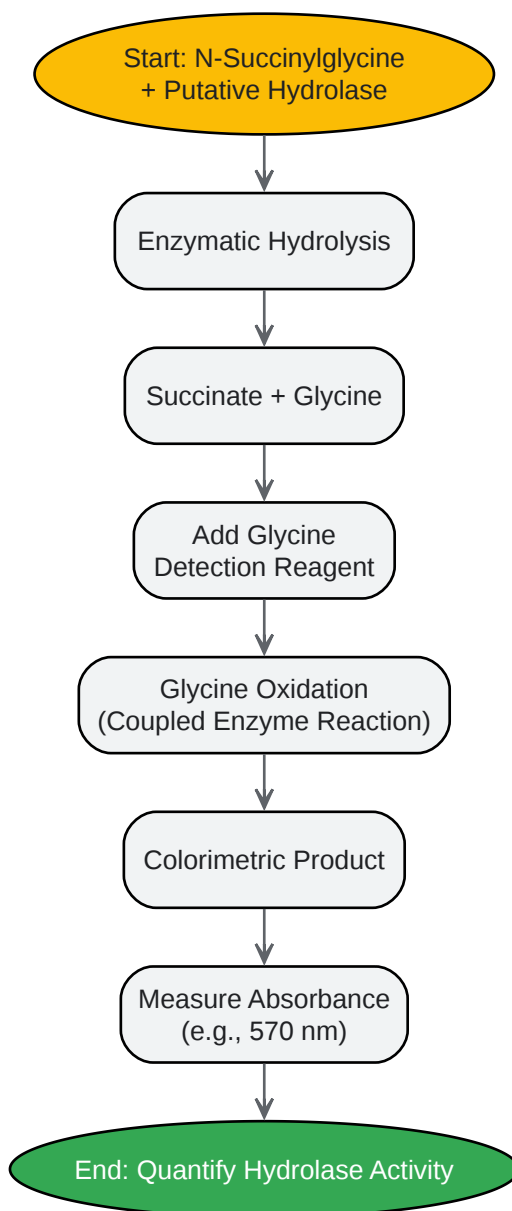 Start: N-Succinylglycine
+ Putative Hydrolase
Enzymatic Hydrolysis
Succinate + Glycine
Add Glycine
Detection Reagent
Glycine Oxidation
(Coupled Enzyme Reaction)
Colorimetric Product
Measure Absorbance
(e.g., 570 nm)
End: Quantify Hydrolase Activity